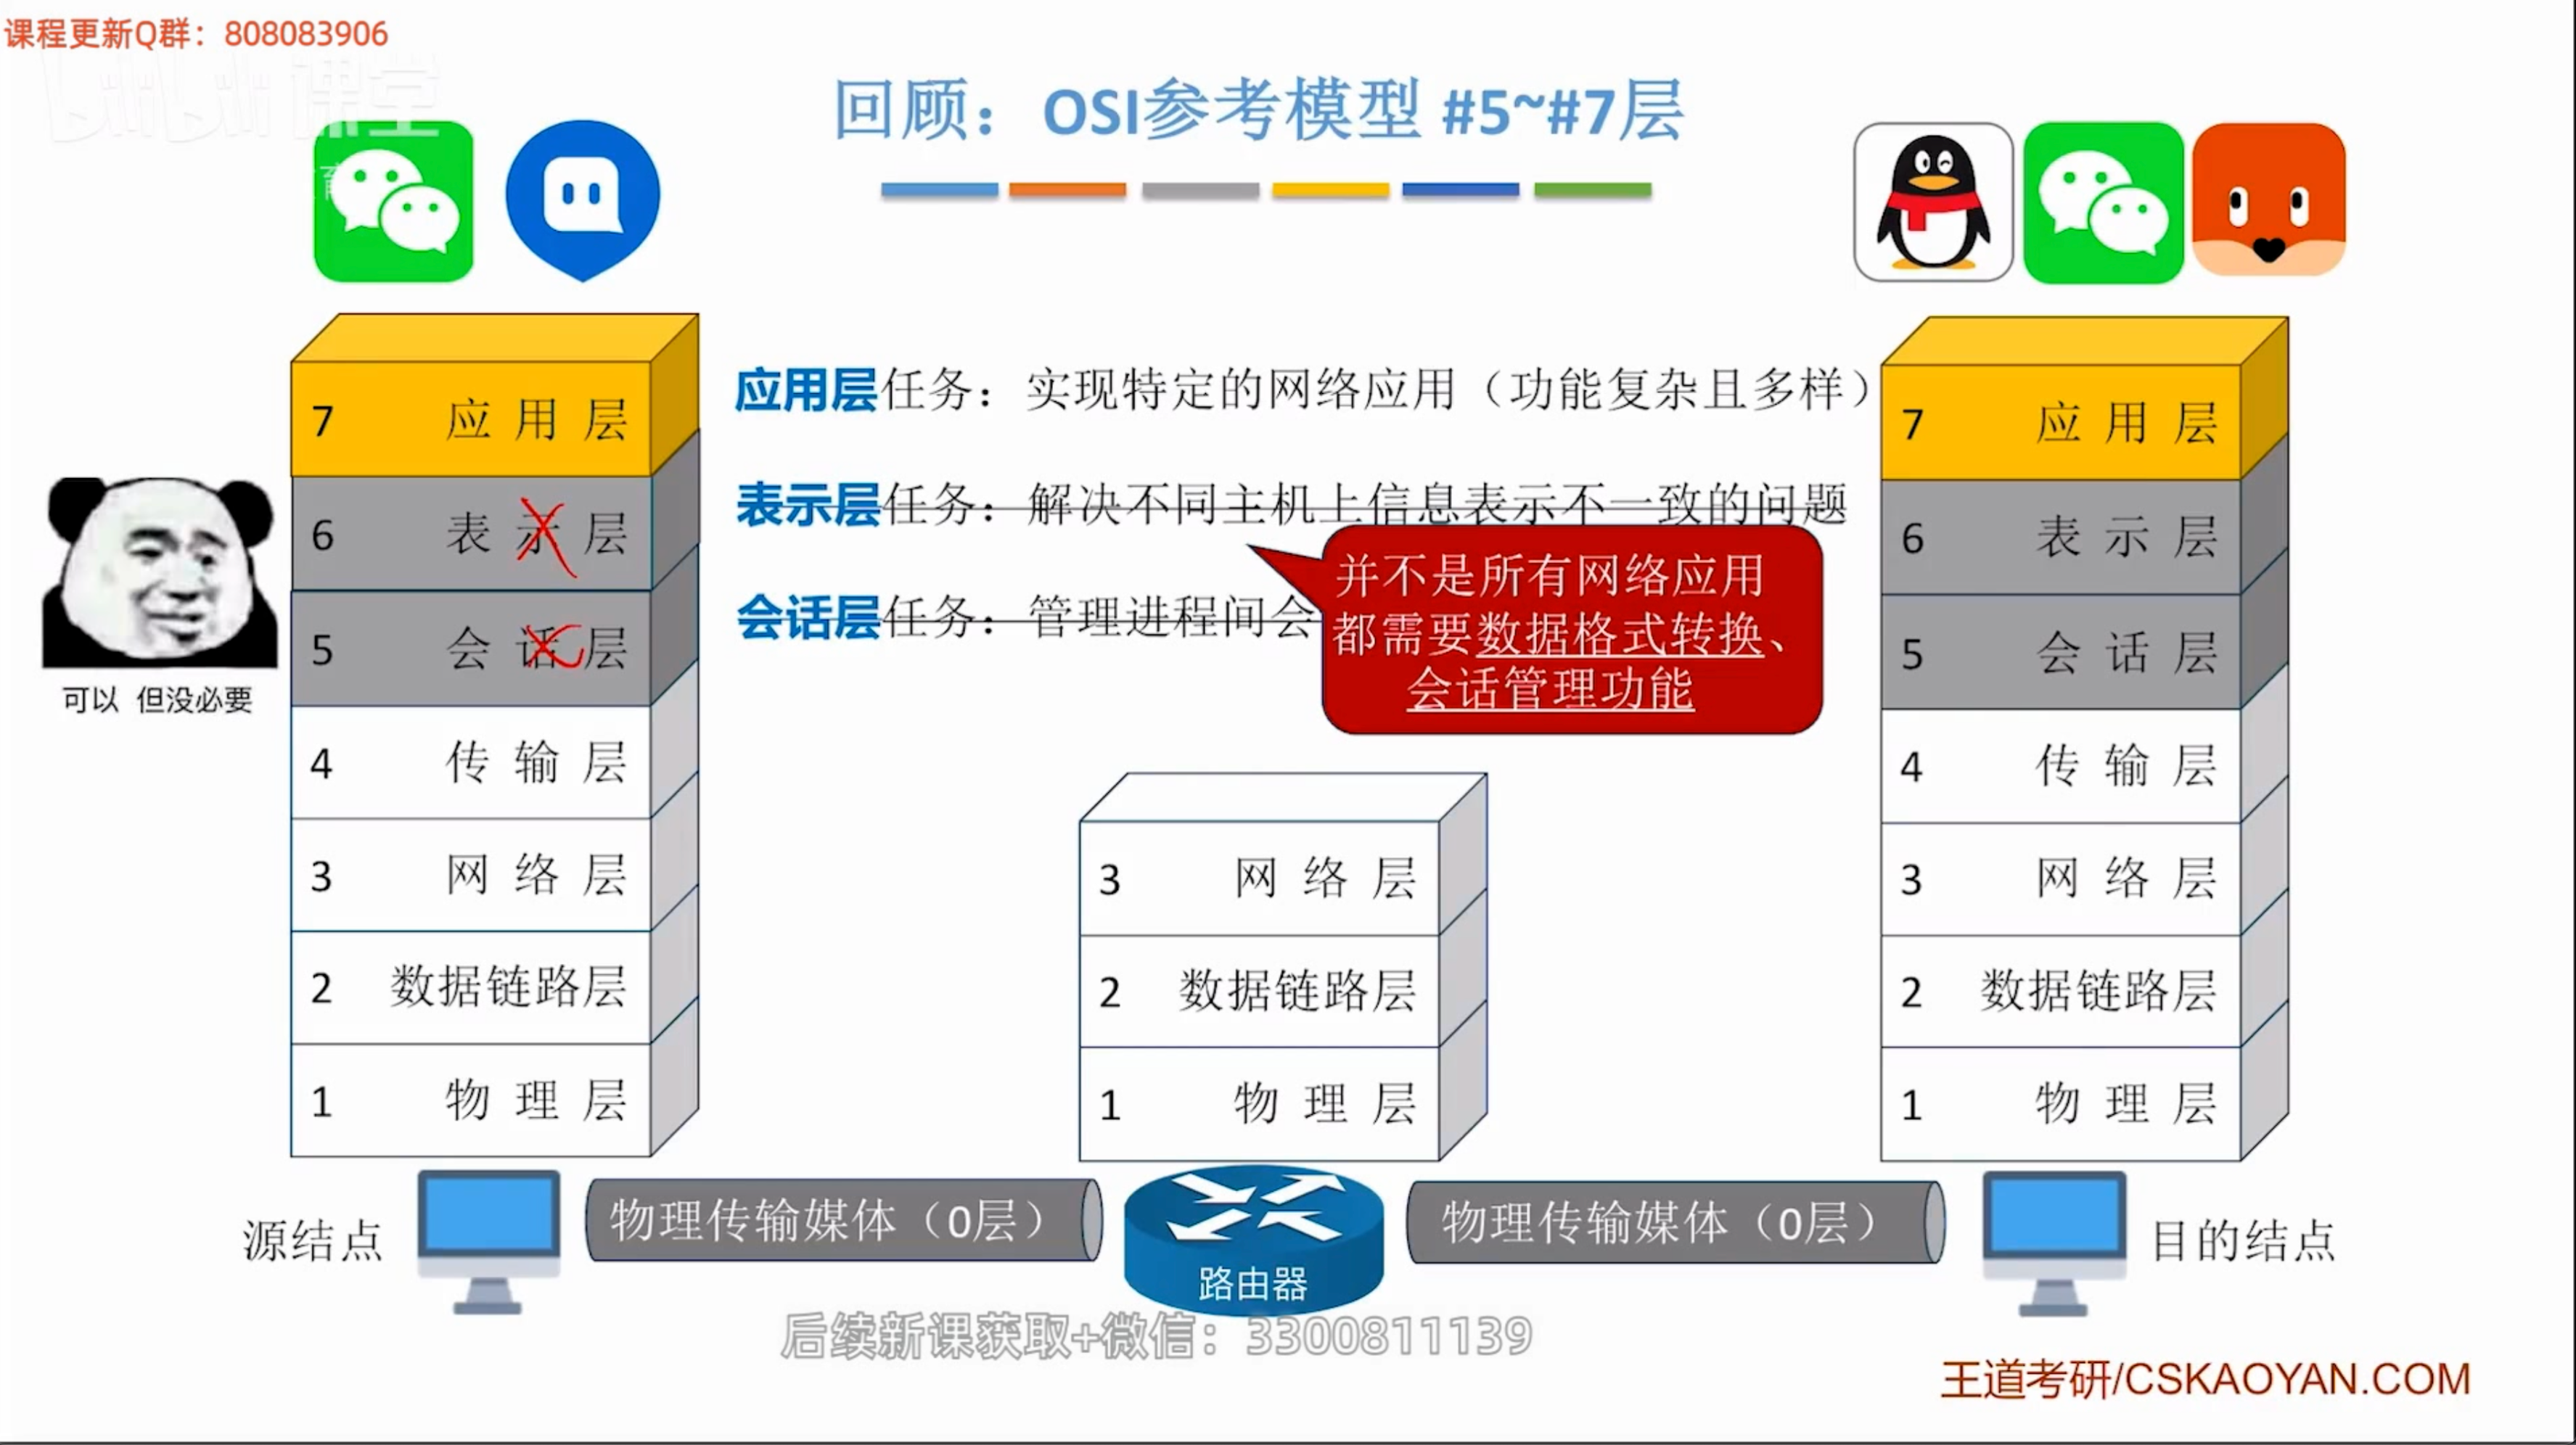 课程更新Q群：808083906
bilibili课堂
回顾：OSI参考模型 #5~#7层
育
应用层任务：实现特定的网络应用（功能复杂且多样）
表示层任务：解决不同主机上信息表示不一致的问题
会话层任务：管理进程间会
并不是所有网络应用
都需要数据格式转换、
会话管理功能
可以 但没必要
7 应用层
6 表示层
5 会话层
4 传输层
3 网络层
2 数据链路层
1 物理层
3 网络层
2 数据链路层
1 物理层
7 应用层
6 表示层
5 会话层
4 传输层
3 网络层
2 数据链路层
1 物理层
源结点
物理传输媒体（0层）
路由器
物理传输媒体（0层）
目的结点
后续新课获取+微信：3300811139
王道考研/CSKAOYAN.COM